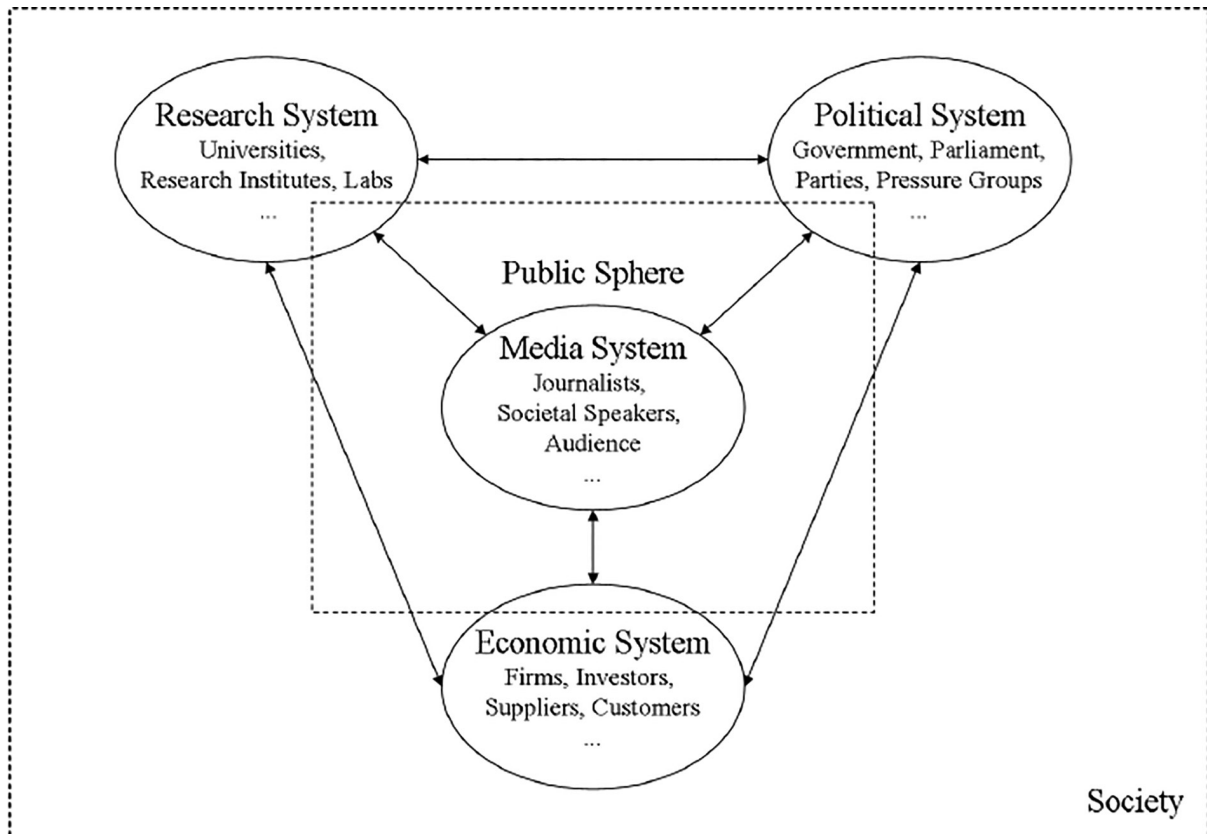 Research System
Universities,
Research Institutes, Labs
...
Political System
Government, Parliament,
Parties, Pressure Groups
...
Public Sphere
Media System
Journalists,
Societal Speakers,
Audience
...
Economic System
Firms, Investors,
Suppliers, Customers
...
Society